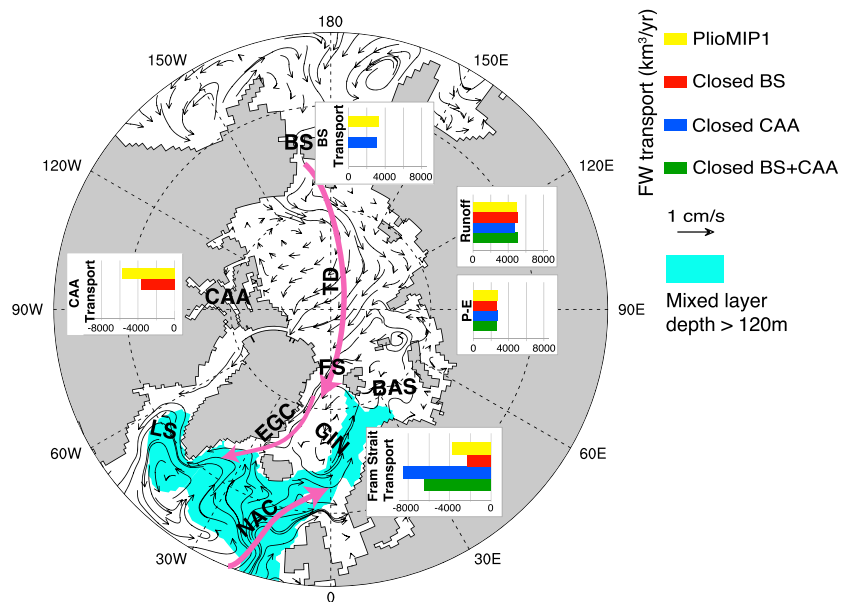 180
150W
150E
120W
120E
90W
90E
60W
60E
30W
30E
0
BS
BS
Transport
0 4000 8000
Runoff
0 4000 8000
P-E
0 4000 8000
CAA
Transport
-8000 -4000 0
CAA
TD
FS
BAS
EGC
GIN
LS
NAC
Fram Strait
Transport
-8000 -4000 0
FW transport (km³/yr)
PlioMIP1
Closed BS
Closed CAA
Closed BS+CAA
1 cm/s
Mixed layer
depth > 120m